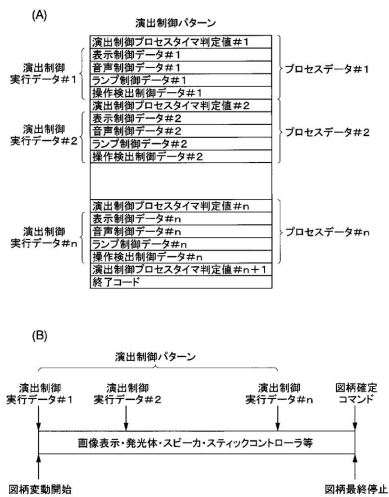 (A)
演出制御パターン
演出制御プロセスタイマ判定値#1
表示制御データ#1
音声制御データ#1
ランプ制御データ#1
操作検出制御データ#1
演出制御
実行データ#1
プロセスデータ#1
演出制御プロセスタイマ判定値#2
表示制御データ#2
音声制御データ#2
ランプ制御データ#2
操作検出制御データ#2
演出制御
実行データ#2
プロセスデータ#2
演出制御プロセスタイマ判定値#n
表示制御データ#n
音声制御データ#n
ランプ制御データ#n
操作検出制御データ#n
演出制御
実行データ#n
プロセスデータ#n
演出制御プロセスタイマ判定値#n+1
終了コード
(B)
演出制御パターン
演出制御
実行データ#1
演出制御
実行データ#2
演出制御
実行データ#n
図柄確定
コマンド
画像表示・発光体・スピーカ・スティックコントローラ等
図柄変動開始
図柄最終停止